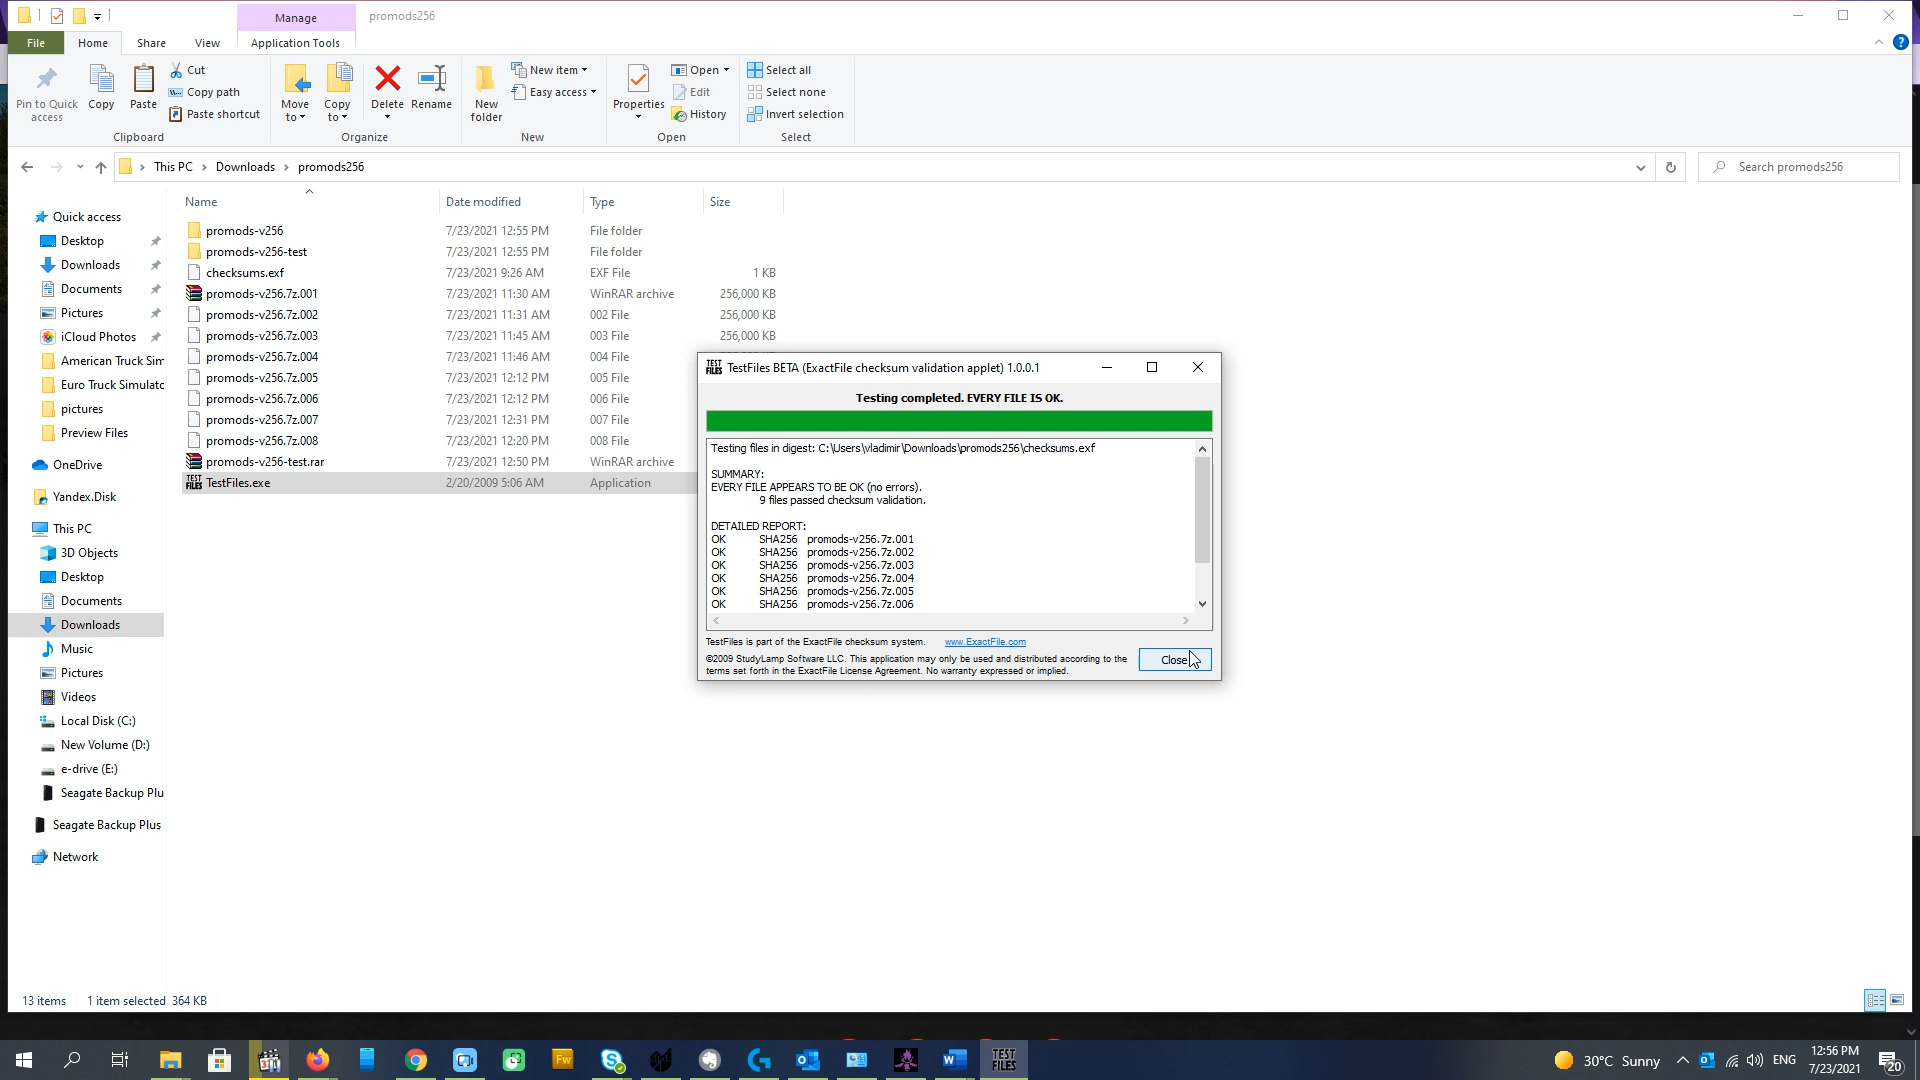 Manage
promods256
File
Home
Share
View
Application Tools
Pin to Quick access
Copy
Paste
Cut
Copy path
Paste shortcut
Clipboard
Move to
Copy to
Delete
Rename
Organize
New folder
New item
Easy access
New
Properties
Open
Edit
History
Open
Select all
Select none
Invert selection
Select
This PC > Downloads > promods256
Search promods256
Name Date modified Type Size
Quick access
Desktop
Downloads
Documents
Pictures
iCloud Photos
American Truck Sim
Euro Truck Simulato
pictures
Preview Files
OneDrive
Yandex.Disk
This PC
3D Objects
Desktop
Documents
Downloads
Music
Pictures
Videos
Local Disk (C:)
New Volume (D:)
e-drive (E:)
Seagate Backup Plu
Seagate Backup Plus
Network
promods-v256 7/23/2021 12:55 PM File folder
promods-v256-test 7/23/2021 12:55 PM File folder
checksums.exf 7/23/2021 9:26 AM EXF File 1 KB
promods-v256.7z.001 7/23/2021 11:30 AM WinRAR archive 256,000 KB
promods-v256.7z.002 7/23/2021 11:31 AM 002 File 256,000 KB
promods-v256.7z.003 7/23/2021 11:45 AM 003 File 256,000 KB
promods-v256.7z.004 7/23/2021 11:46 AM 004 File
promods-v256.7z.005 7/23/2021 12:12 PM 005 File
promods-v256.7z.006 7/23/2021 12:12 PM 006 File
promods-v256.7z.007 7/23/2021 12:31 PM 007 File
promods-v256.7z.008 7/23/2021 12:20 PM 008 File
promods-v256-test.rar 7/23/2021 12:50 PM WinRAR archive
TEST FILES TestFiles.exe 2/20/2009 5:06 AM Application
TEST FILES TestFiles BETA (ExactFile checksum validation applet) 1.0.0.1
Testing completed. EVERY FILE IS OK.
Testing files in digest: C:\Users\vladimir\Downloads\promods256\checksums.exf
SUMMARY:
EVERY FILE APPEARS TO BE OK (no errors).
9 files passed checksum validation.
DETAILED REPORT:
OK SHA256 promods-v256.7z.001
OK SHA256 promods-v256.7z.002
OK SHA256 promods-v256.7z.003
OK SHA256 promods-v256.7z.004
OK SHA256 promods-v256.7z.005
OK SHA256 promods-v256.7z.006
TestFiles is part of the ExactFile checksum system. www.ExactFile.com
©2009 StudyLamp Software LLC. This application may only be used and distributed according to the
terms set forth in the ExactFile License Agreement. No warranty expressed or implied.
Close
13 items 1 item selected 364 KB
Fw
TEST FILES
30°C Sunny
ENG
12:56 PM
7/23/2021
20